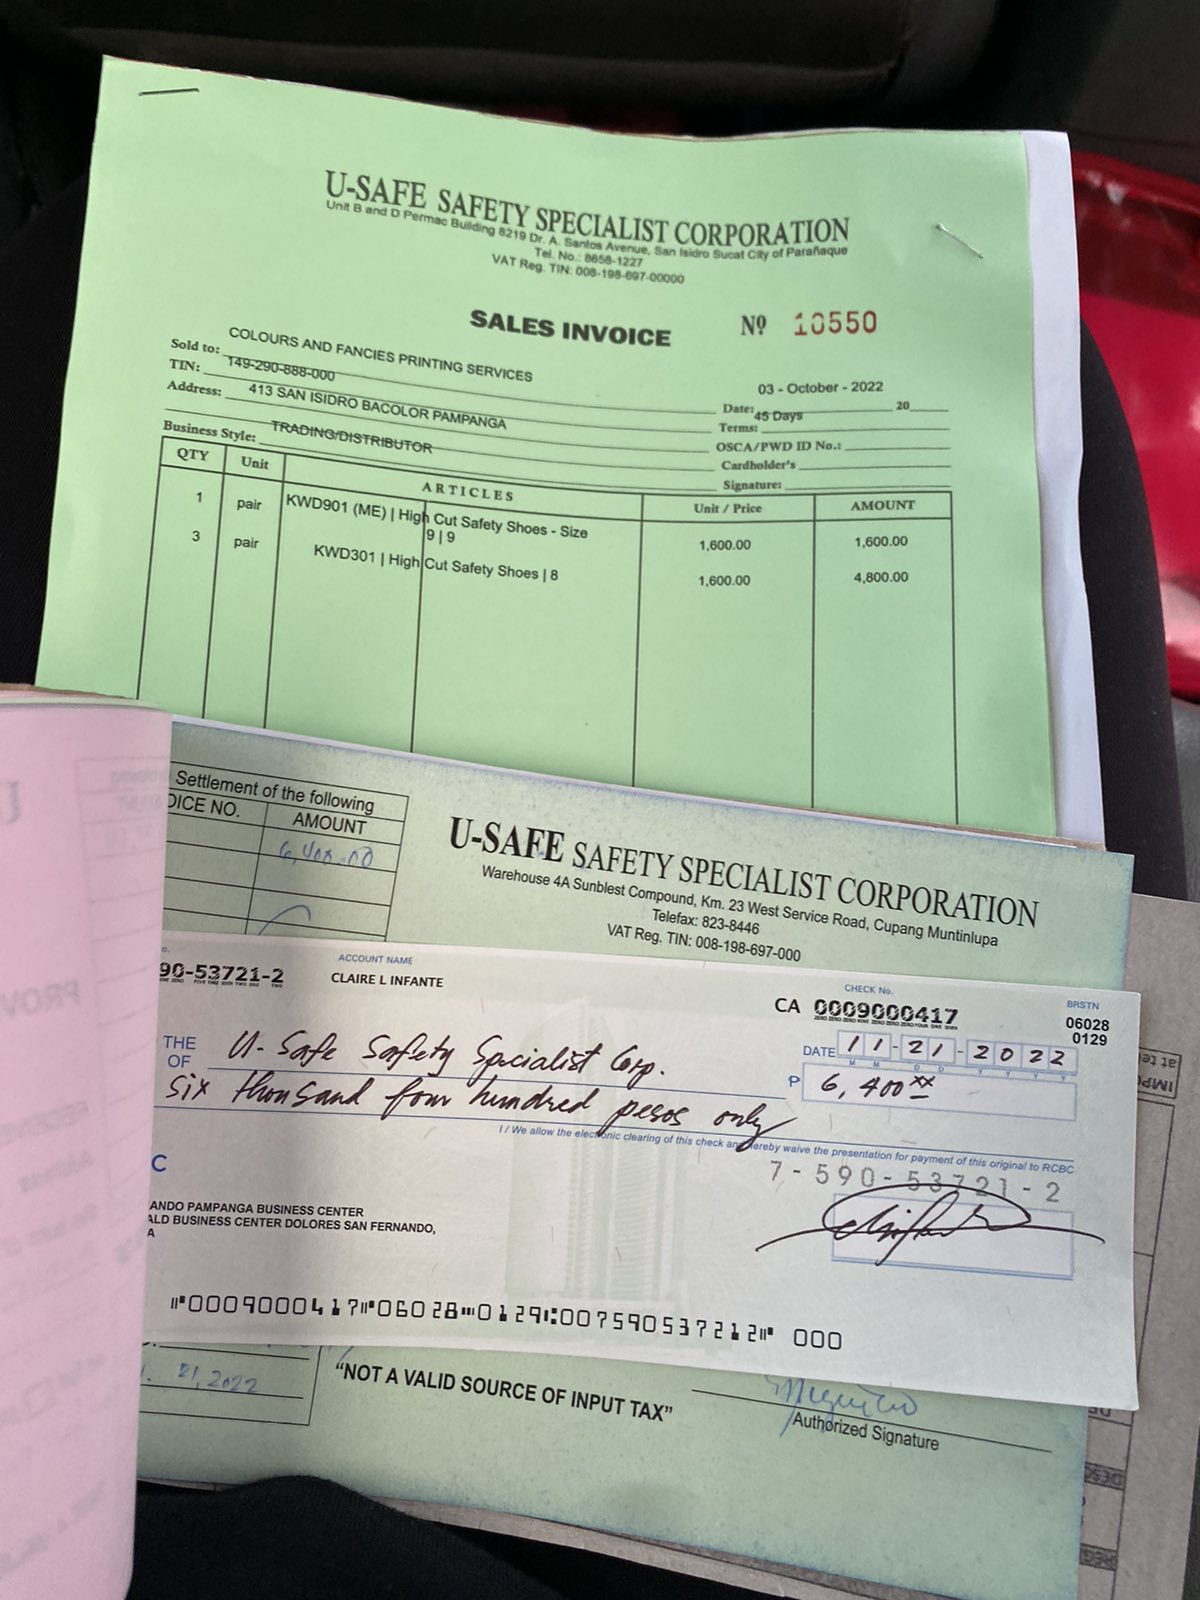 U-SAFE SAFETY SPECIALIST CORPORATION
Unit B and D Permac Building 8219 Dr. A. Santos Avenue, San Isidro Sucat City of Parañaque
Tel. No.: 8658-1227
VAT Reg. TIN: 008-198-697-00000
SALES INVOICE
Nº 10550
Sold to: COLOURS AND FANCIES PRINTING SERVICES
TIN: 149-290-888-000
Address: 413 SAN ISIDRO BACOLOR PAMPANGA
Business Style: TRADING/DISTRIBUTOR
03 - October - 2022
Date: 20
Terms: 45 Days
OSCA/PWD ID No.:
Cardholder's
Signature:
QTY Unit ARTICLES Unit / Price AMOUNT
1 pair KWD901 (ME) | High Cut Safety Shoes - Size
9 | 9 1,600.00 1,600.00
3 pair KWD301 | High Cut Safety Shoes | 8 1,600.00 4,800.00
Settlement of the following
OICE NO. AMOUNT
6,400.00
U-SAFE SAFETY SPECIALIST CORPORATION
Warehouse 4A Sunblest Compound, Km. 23 West Service Road, Cupang Muntinlupa
Telefax: 823-8446
VAT Reg. TIN: 008-198-697-000
90-53721-2
ACCOUNT NAME
CLAIRE L INFANTE
CHECK No.
CA 0009000417
BRSTN
06028
0129
DATE 11-21-2022
M M D D Y Y Y Y
THE
OF
U-Safe Safety Specialist Corp.
P 6,400 xx
six thousand four hundred pesos only
I / We allow the electronic clearing of this check and hereby waive the presentation for payment of this original to RCBC
7-590-53721-2
C
ANDO PAMPANGA BUSINESS CENTER
ALD BUSINESS CENTER DOLORES SAN FERNANDO,
A
⑈0009000417⑈06028⑉0129⑆007590537212⑈ 000
21, 2022
"NOT A VALID SOURCE OF INPUT TAX"
Authorized Signature